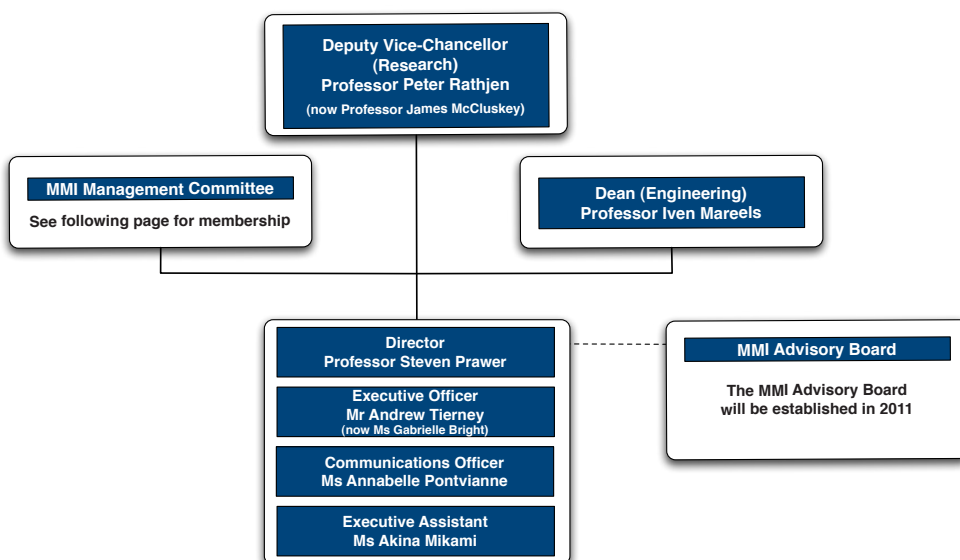 Deputy Vice-Chancellor
(Research)
Professor Peter Rathjen
(now Professor James McCluskey)
MMI Management Committee
See following page for membership
Dean (Engineering)
Professor Iven Mareels
Director
Professor Steven Prawer
Executive Officer
Mr Andrew Tierney
(now Ms Gabrielle Bright)
Communications Officer
Ms Annabelle Pontvianne
Executive Assistant
Ms Akina Mikami
MMI Advisory Board
The MMI Advisory Board
will be established in 2011